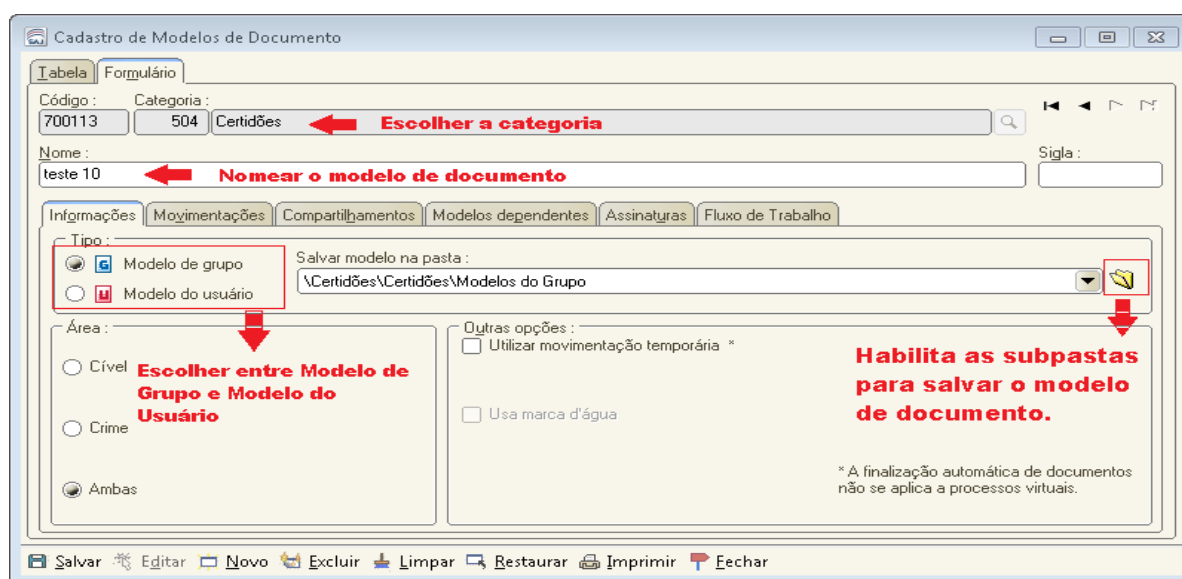 Cadastro de Modelos de Documento
Tabela Formulário
Código : Categoria :
700113 504 Certidões Escolher a categoria
Nome : Sigla :
teste 10 Nomear o modelo de documento
Informações Movimentações Compartilhamentos Modelos dependentes Assinaturas Fluxo de Trabalho
Tipo :
G Modelo de grupo
U Modelo do usuário
Salvar modelo na pasta :
\Certidões\Certidões\Modelos do Grupo
Área :
Cível
Crime
Ambas
Escolher entre Modelo de
Grupo e Modelo do
Usuário
Outras opções :
Utilizar movimentação temporária *
Usa marca d'água
Habilita as subpastas
para salvar o modelo
de documento.
* A finalização automática de documentos
não se aplica a processos virtuais.
Salvar Editar Novo Excluir Limpar Restaurar Imprimir Fechar